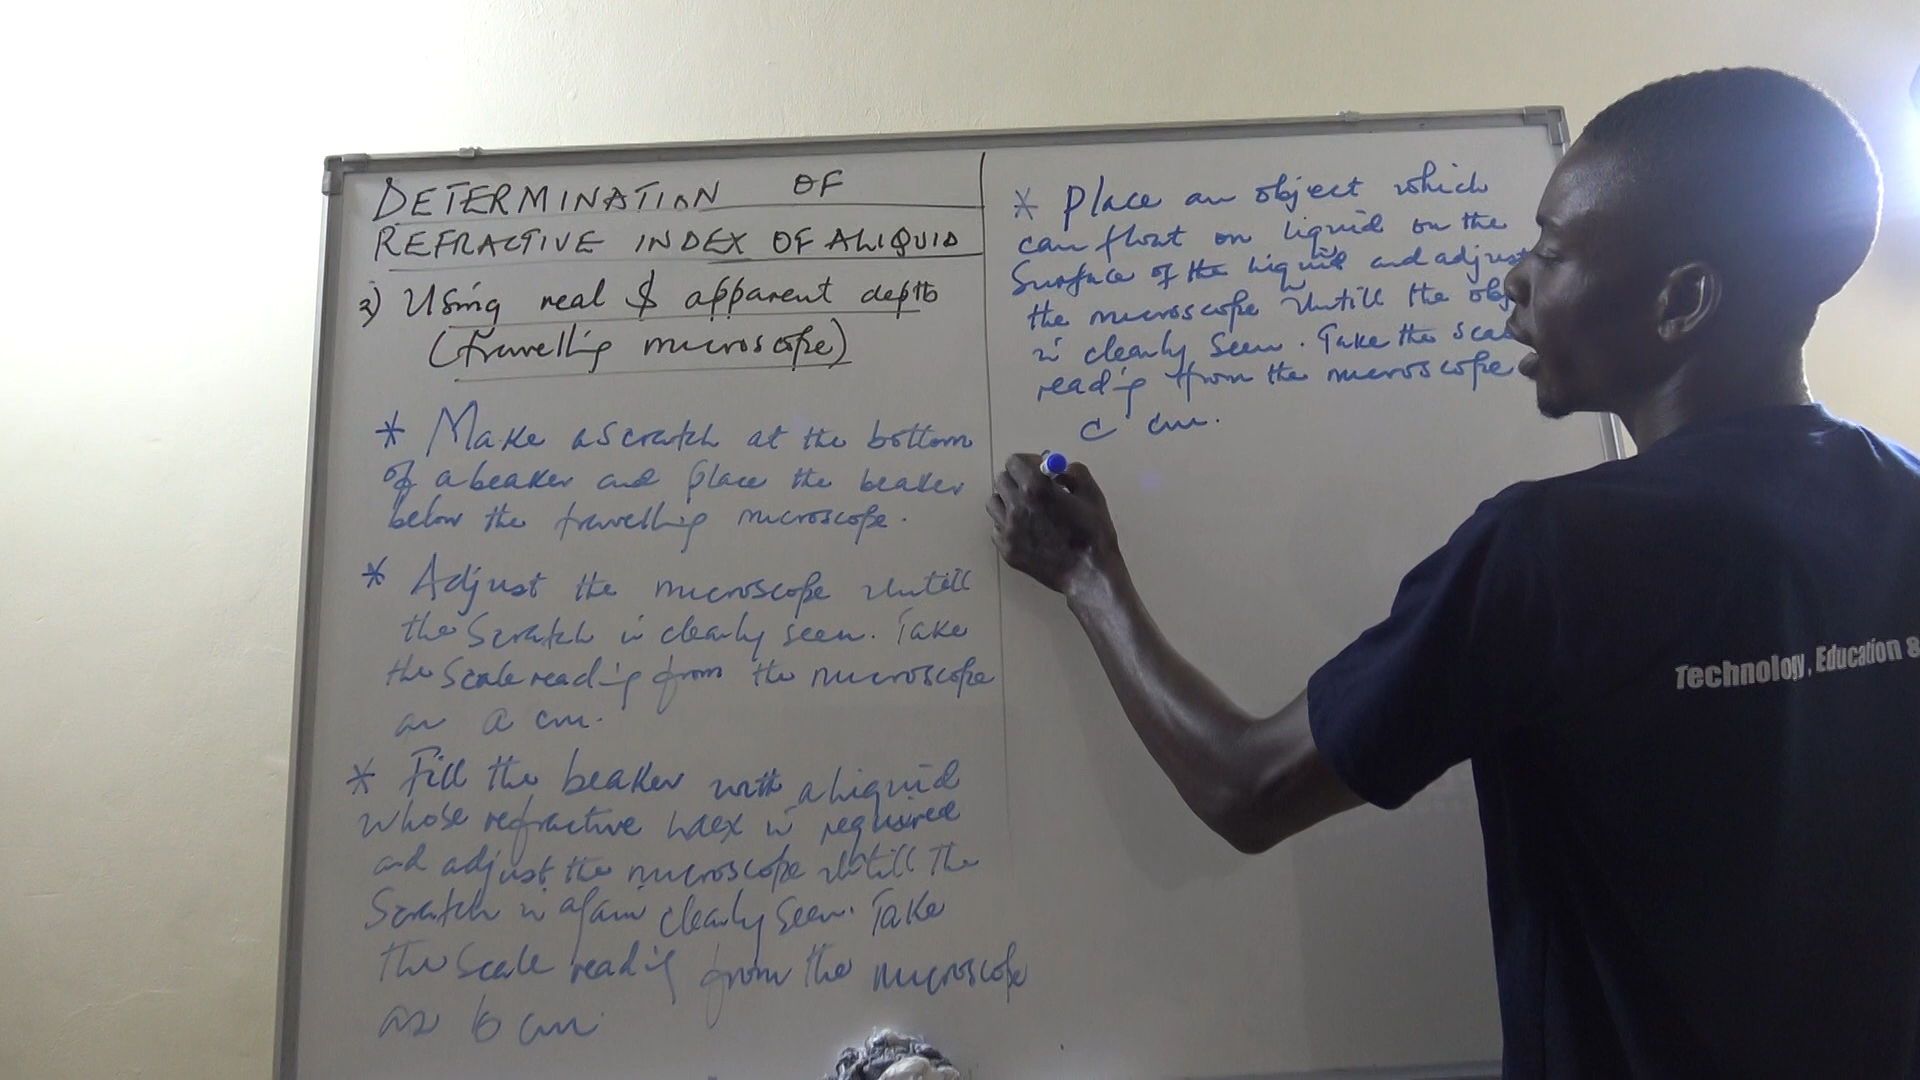 DETERMINATION OF
REFRACTIVE INDEX OF A LIQUID
3) Using real & apparent depth
(travelling microscope)
* Make a scratch at the bottom
of a beaker and place the beaker
below the travelling microscope.
* Adjust the microscope untill
the scratch is clearly seen. Take
the scale reading from the microscope
as a cm.
* Fill the beaker with a liquid
whose refractive index is required
and adjust the microscope untill the
scratch is again clearly seen. Take
the scale reading from the microscope
as b cm.
* Place an object which
can float on liquid on the
surface of the liquid and adjust
the microscope untill the obj
is clearly seen. Take the sca
reading from the microscope
c cm.
Technology, Education &